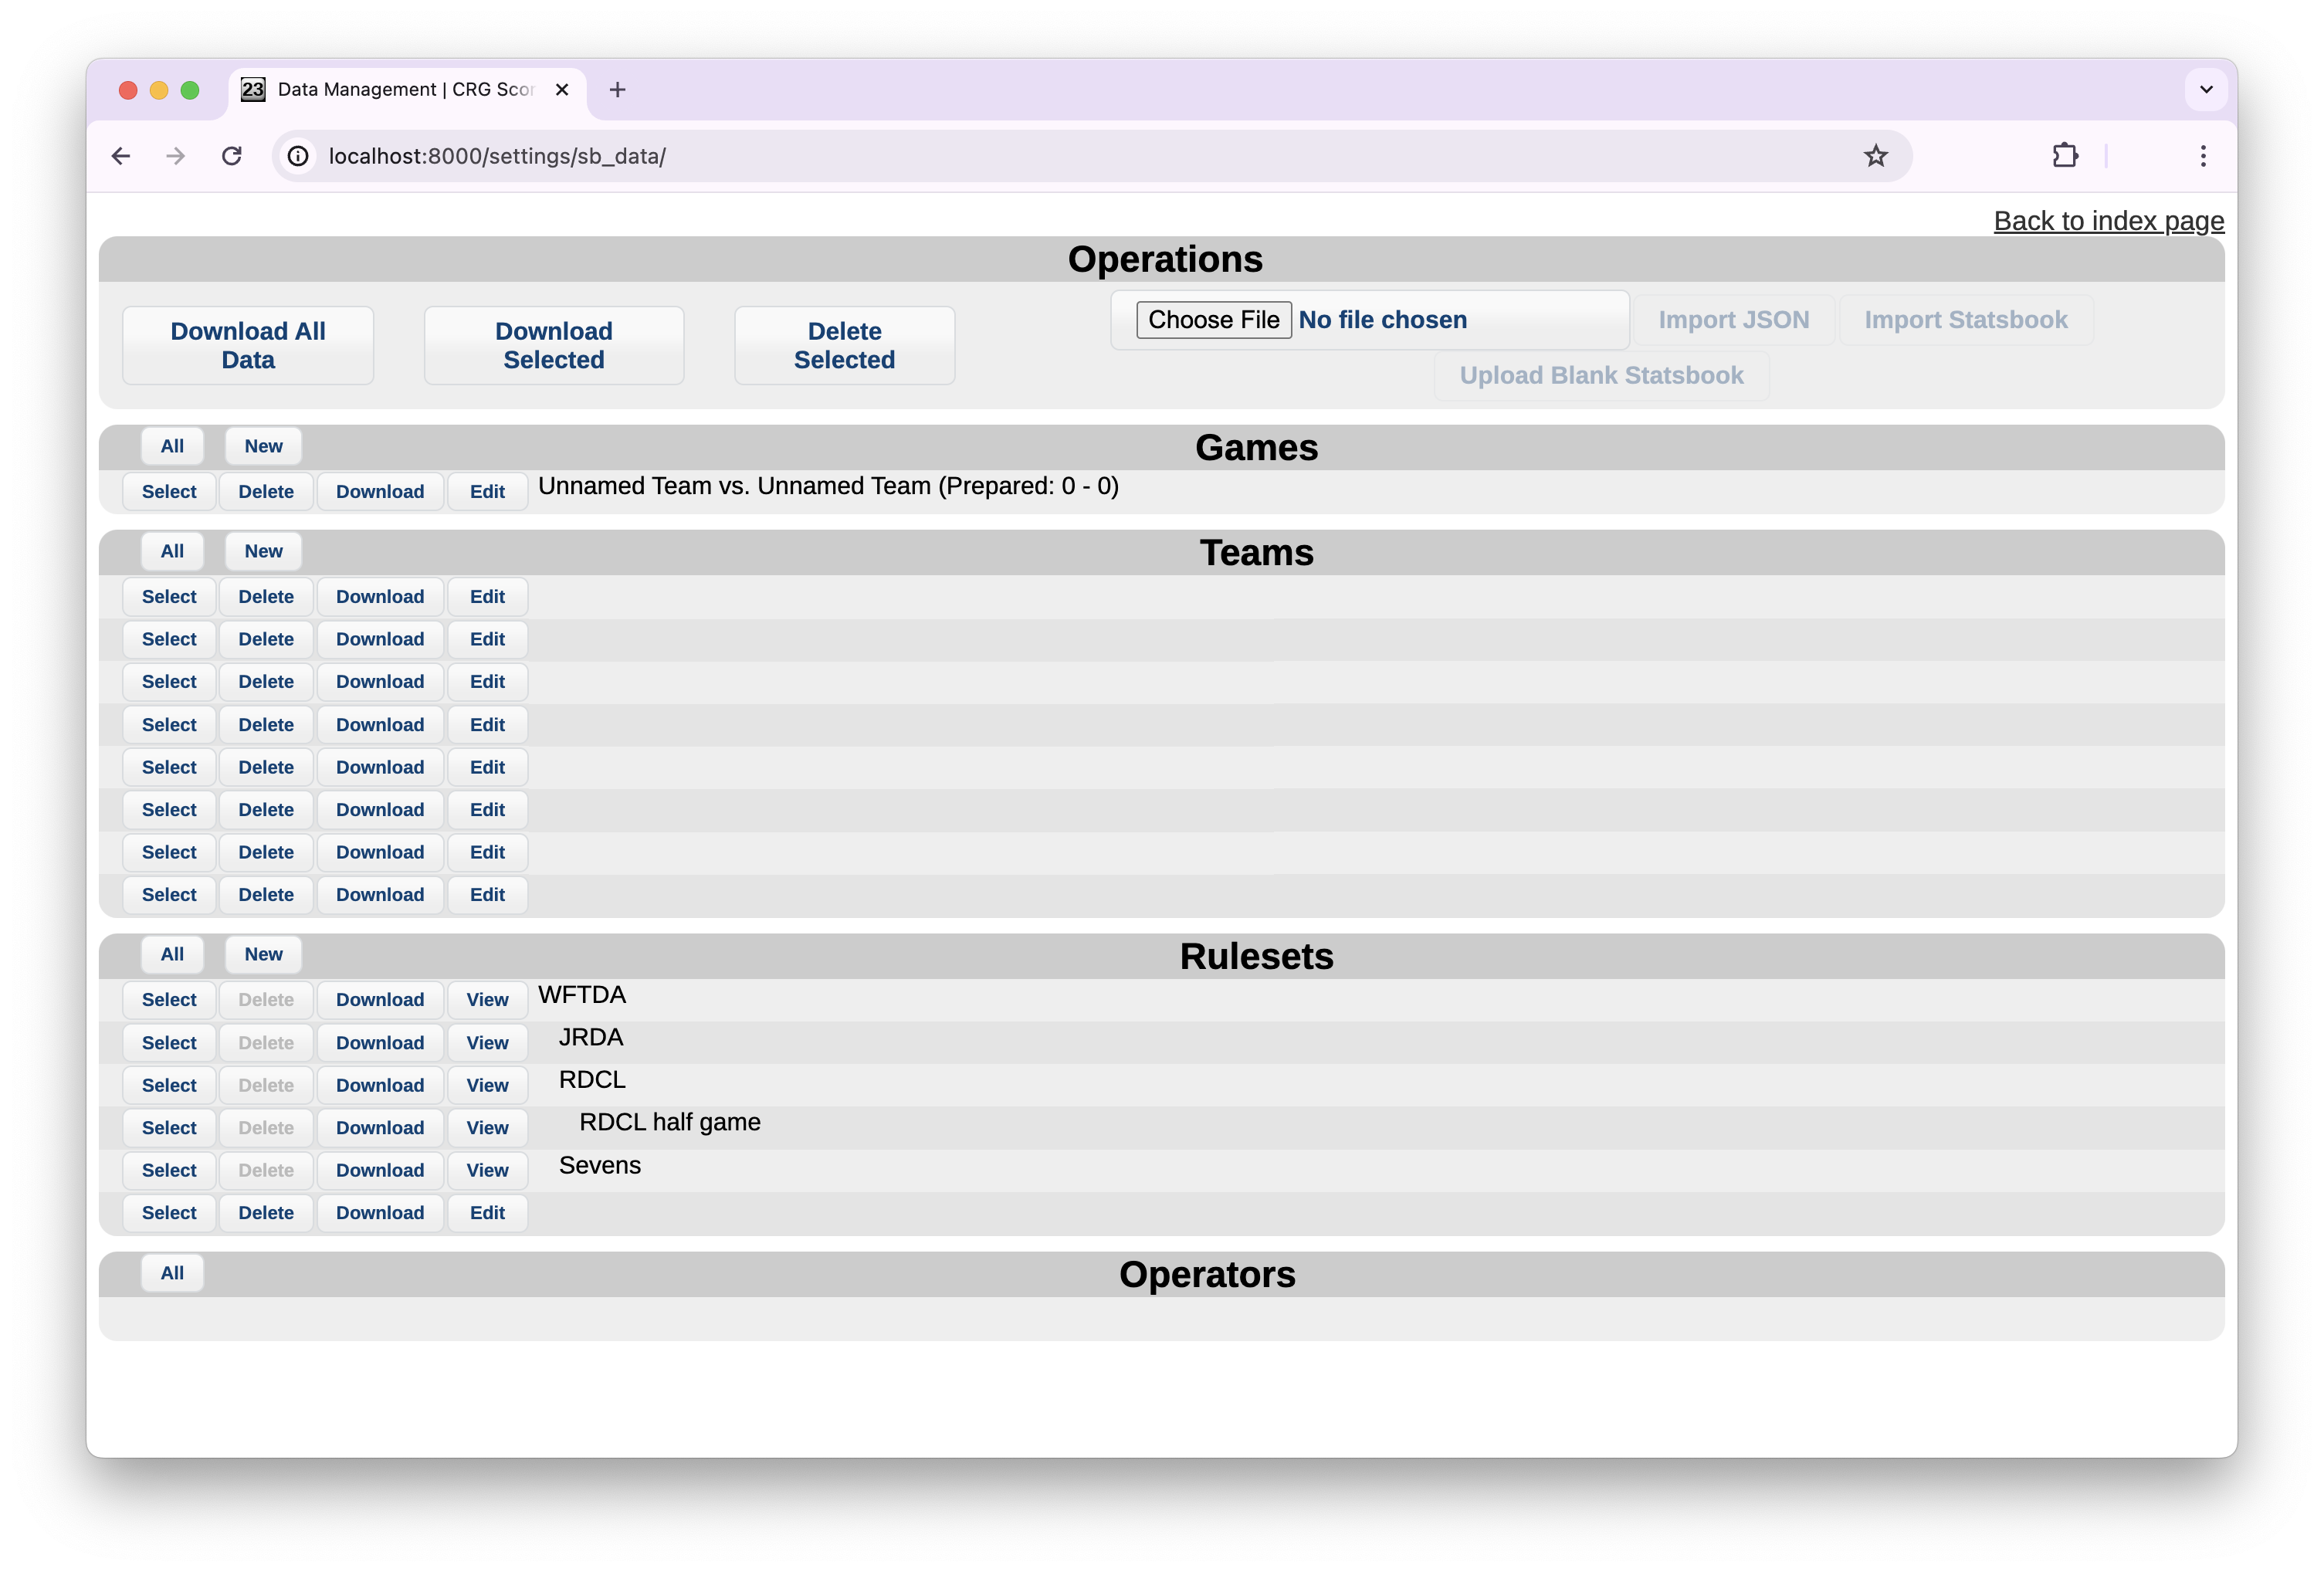 23 Data Management | CRG Scor
localhost:8000/settings/sb_data/
Back to index page
Operations
Download All Data
Download Selected
Delete Selected
Choose File No file chosen
Import JSON
Import Statsbook
Upload Blank Statsbook
All New Games
Select Delete Download Edit Unnamed Team vs. Unnamed Team (Prepared: 0 - 0)
All New Teams
Select Delete Download Edit
Select Delete Download Edit
Select Delete Download Edit
Select Delete Download Edit
Select Delete Download Edit
Select Delete Download Edit
Select Delete Download Edit
Select Delete Download Edit
All New Rulesets
Select Delete Download View WFTDA
Select Delete Download View JRDA
Select Delete Download View RDCL
Select Delete Download View RDCL half game
Select Delete Download View Sevens
Select Delete Download Edit
All Operators